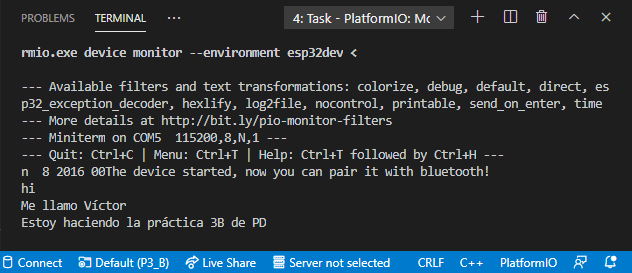 PROBLEMS
TERMINAL
4: Task - PlatformIO: Mc
rmio.exe device monitor --environment esp32dev <
--- Available filters and text transformations: colorize, debug, default, direct, es
p32_exception_decoder, hexlify, log2file, nocontrol, printable, send_on_enter, time
--- More details at http://bit.ly/pio-monitor-filters
--- Miniterm on COM5  115200,8,N,1 ---
--- Quit: Ctrl+C | Menu: Ctrl+T | Help: Ctrl+T followed by Ctrl+H ---
n  8 2016 00The device started, now you can pair it with bluetooth!
hi
Me llamo Víctor
Estoy haciendo la práctica 3B de PD
Connect
Default (P3_B)
Live Share
Server not selected
CRLF
C++
PlatformIO